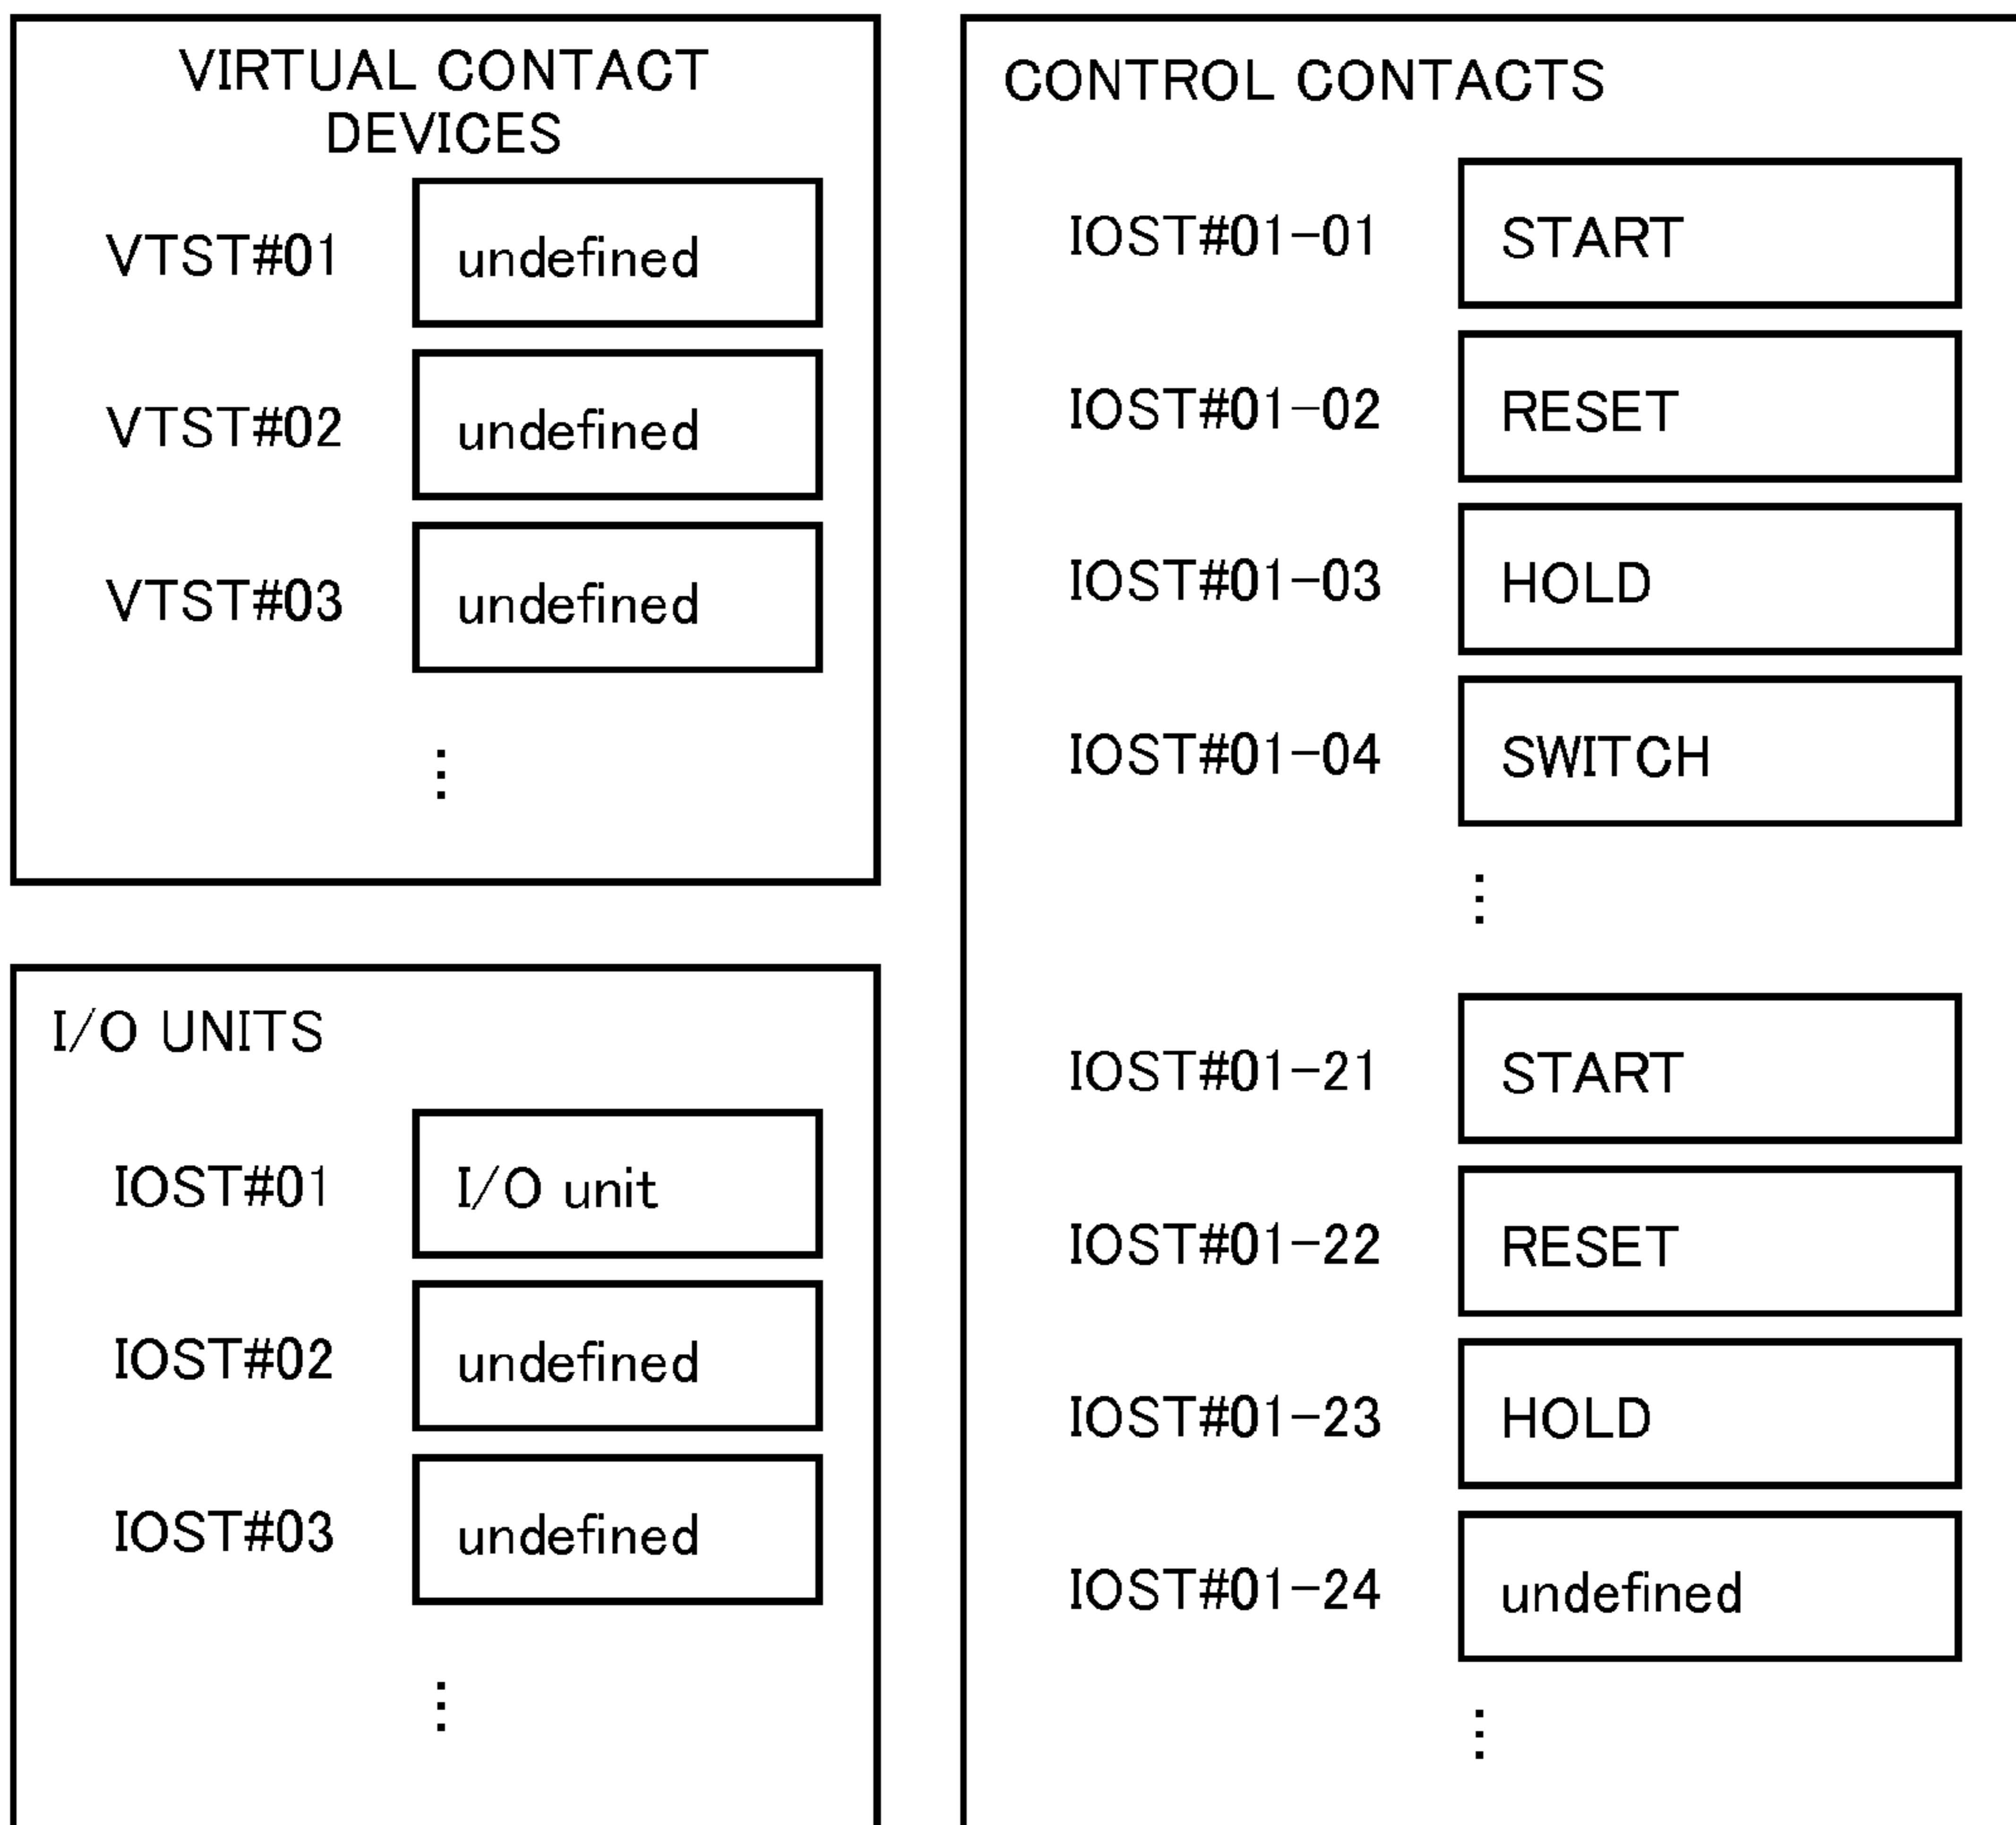 VIRTUAL CONTACT
DEVICES
VTST#01 undefined
VTST#02 undefined
VTST#03 undefined
⋮
I/O UNITS
IOST#01 I/O unit
IOST#02 undefined
IOST#03 undefined
⋮
CONTROL CONTACTS
IOST#01-01 START
IOST#01-02 RESET
IOST#01-03 HOLD
IOST#01-04 SWITCH
⋮
IOST#01-21 START
IOST#01-22 RESET
IOST#01-23 HOLD
IOST#01-24 undefined
⋮